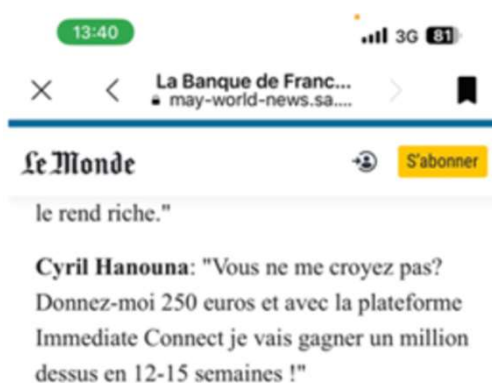 13:40
3G 81
La Banque de Franc...
may-world-news.sa....
Le Monde
S'abonner
le rend riche."
Cyril Hanouna: "Vous ne me croyez pas?
Donnez-moi 250 euros et avec la plateforme
Immediate Connect je vais gagner un million
dessus en 12-15 semaines !"